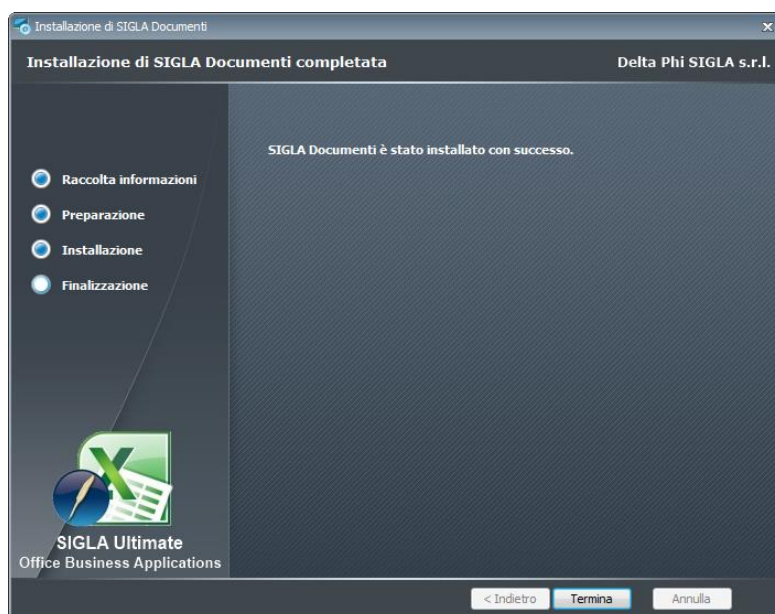 Installazione di SIGLA Documenti
Installazione di SIGLA Documenti completata
Delta Phi SIGLA s.r.l.
SIGLA Documenti è stato installato con successo.
Raccolta informazioni
Preparazione
Installazione
Finalizzazione
SIGLA Ultimate
Office Business Applications
< Indietro
Termina
Annulla